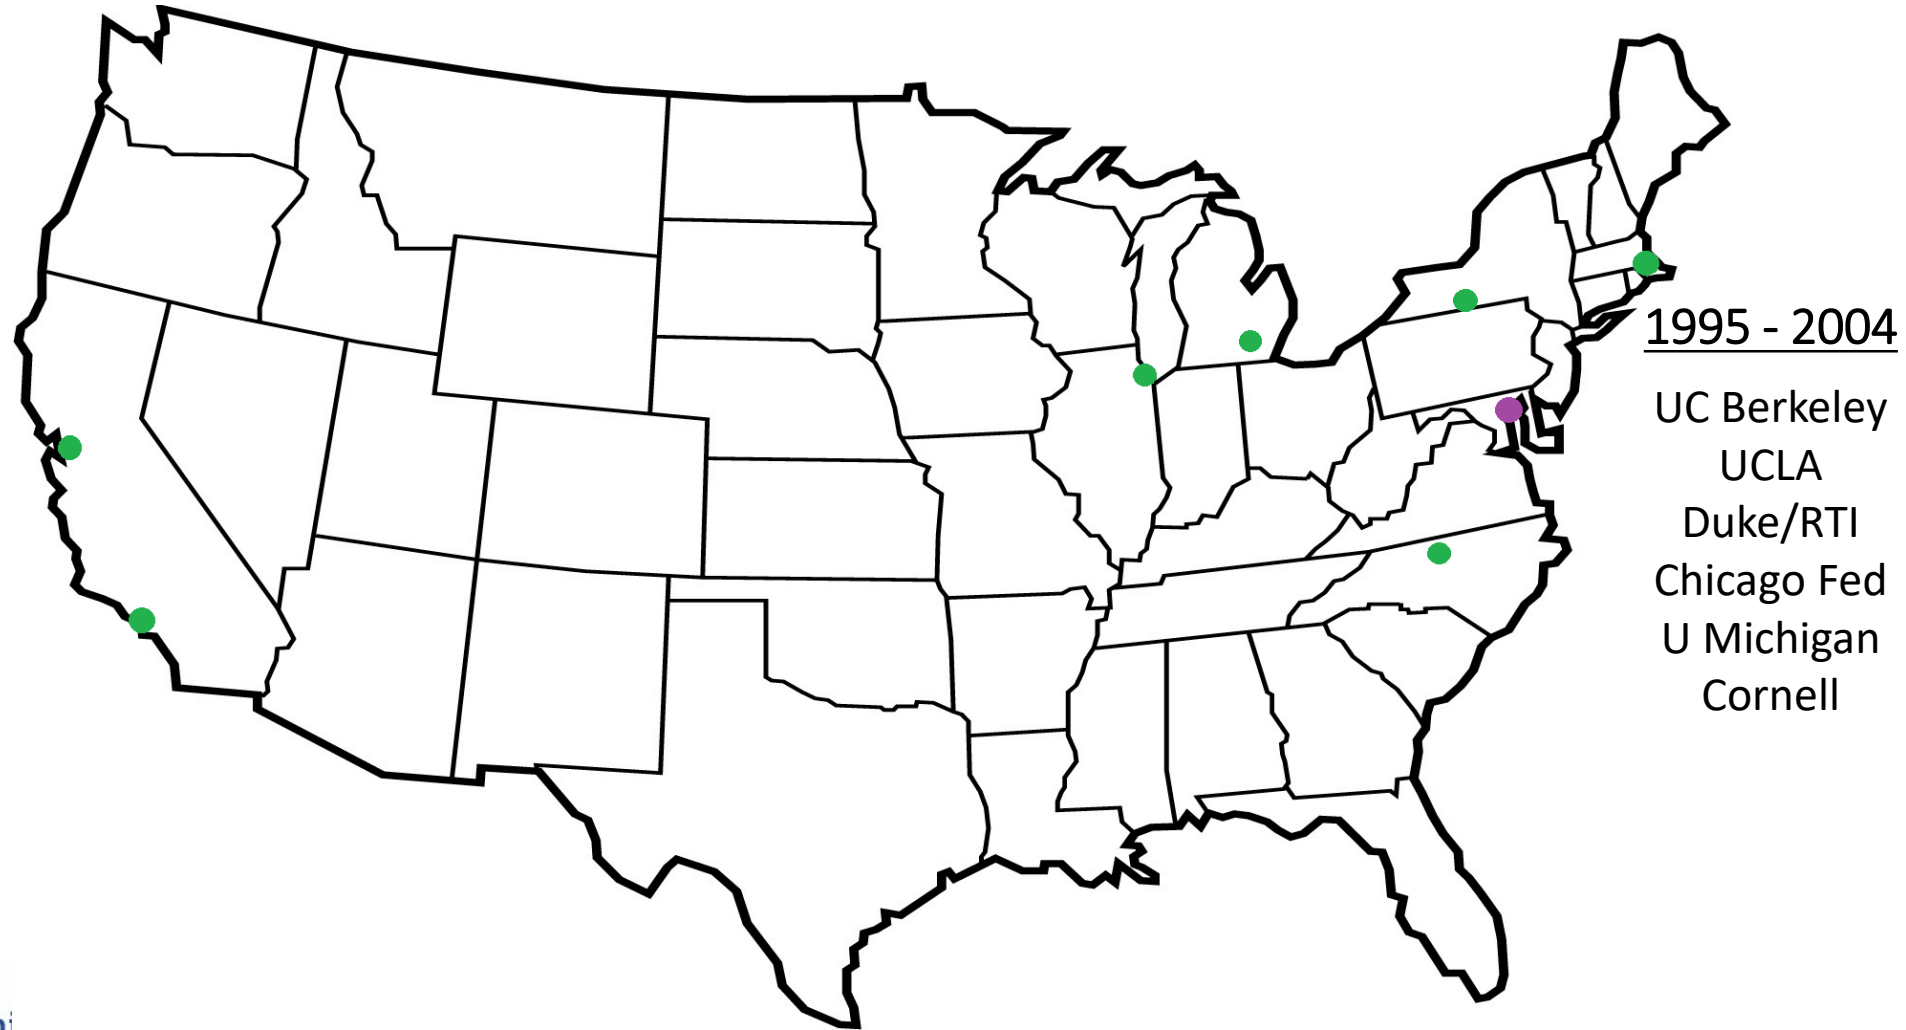 1995 - 2004
UC Berkeley
UCLA
Duke/RTI
Chicago Fed
U Michigan
Cornell